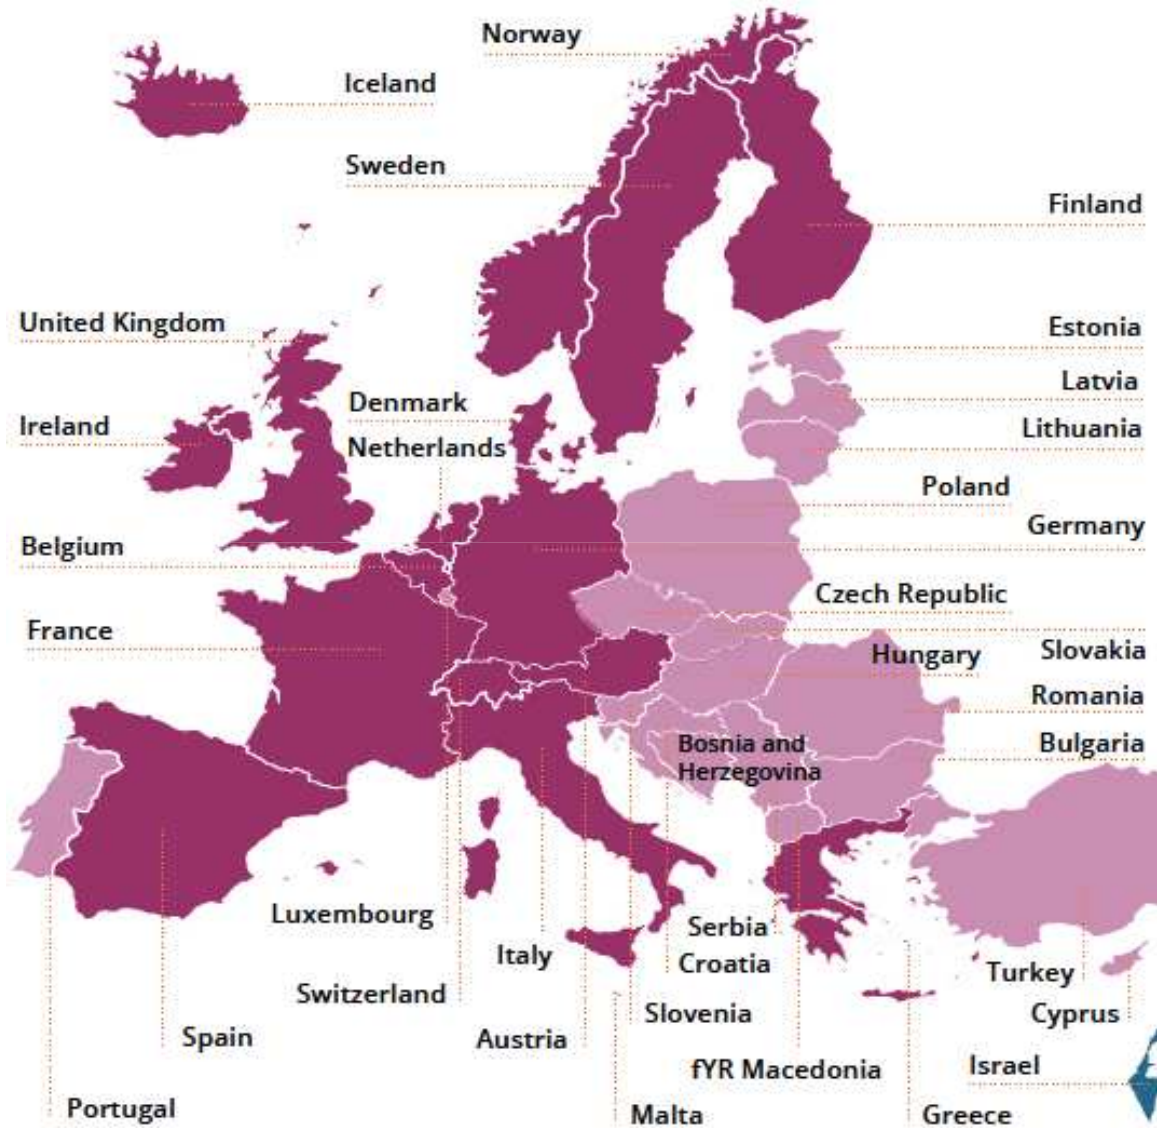 Norway
Iceland
Sweden
Finland
United Kingdom
Estonia
Latvia
Denmark
Ireland
Lithuania
Netherlands
Poland
Germany
Belgium
Czech Republic
France
Slovakia
Hungary
Romania
Bosnia and
Herzegovina
Bulgaria
Luxembourg
Serbia
Italy
Croatia
Turkey
Switzerland
Slovenia
Cyprus
Spain
Austria
fYR Macedonia
Israel
Portugal
Malta
Greece